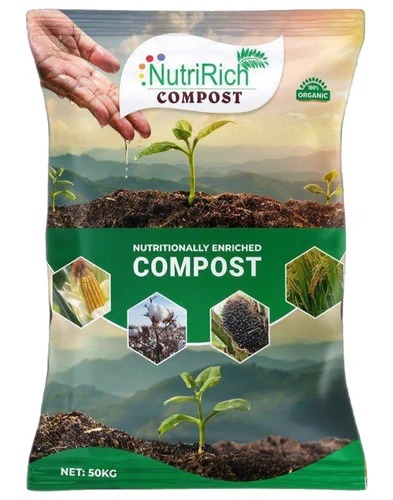 NutriRich
COMPOST
100%
ORGANIC
NUTRITIONALLY ENRICHED
COMPOST
NET: 50KG